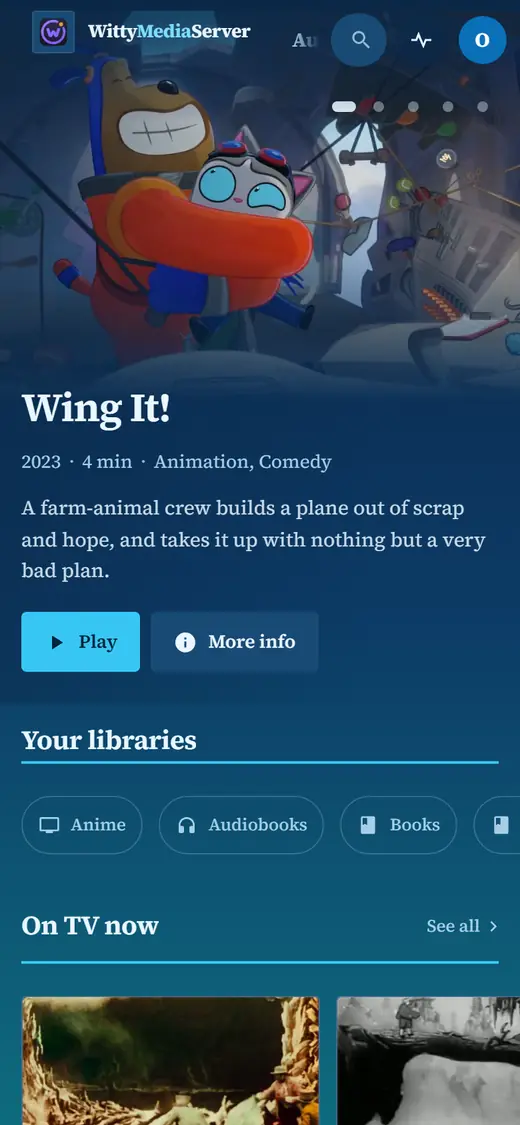 WittyMediaServer
Au
O
Wing It!
2023 · 4 min · Animation, Comedy
A farm-animal crew builds a plane out of scrap
and hope, and takes it up with nothing but a very
bad plan.
Play
More info
Your libraries
Anime
Audiobooks
Books
On TV now
See all